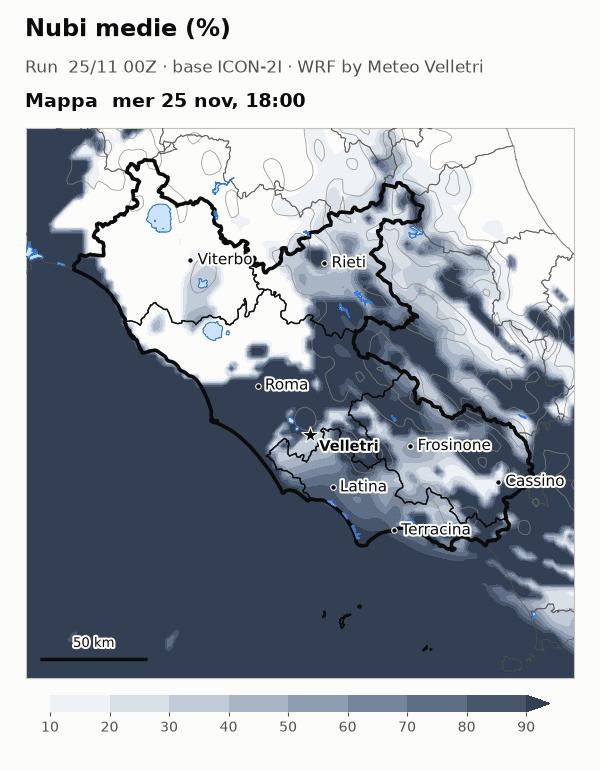 Nubi medie (%)
Run  25/11 00Z · base ICON-2I · WRF by Meteo Velletri
Mappa  mer 25 nov, 18:00
Viterbo
Rieti
Roma
Velletri
Frosinone
Latina
Cassino
Terracina
50 km
10 20 30 40 50 60 70 80 90